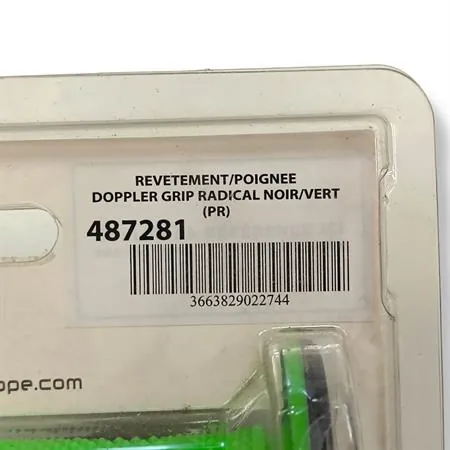 REVETEMENT/POIGNEE
DOPPLER GRIP RADICAL NOIR/VERT
(PR)
487281
3663829022744
ope.com